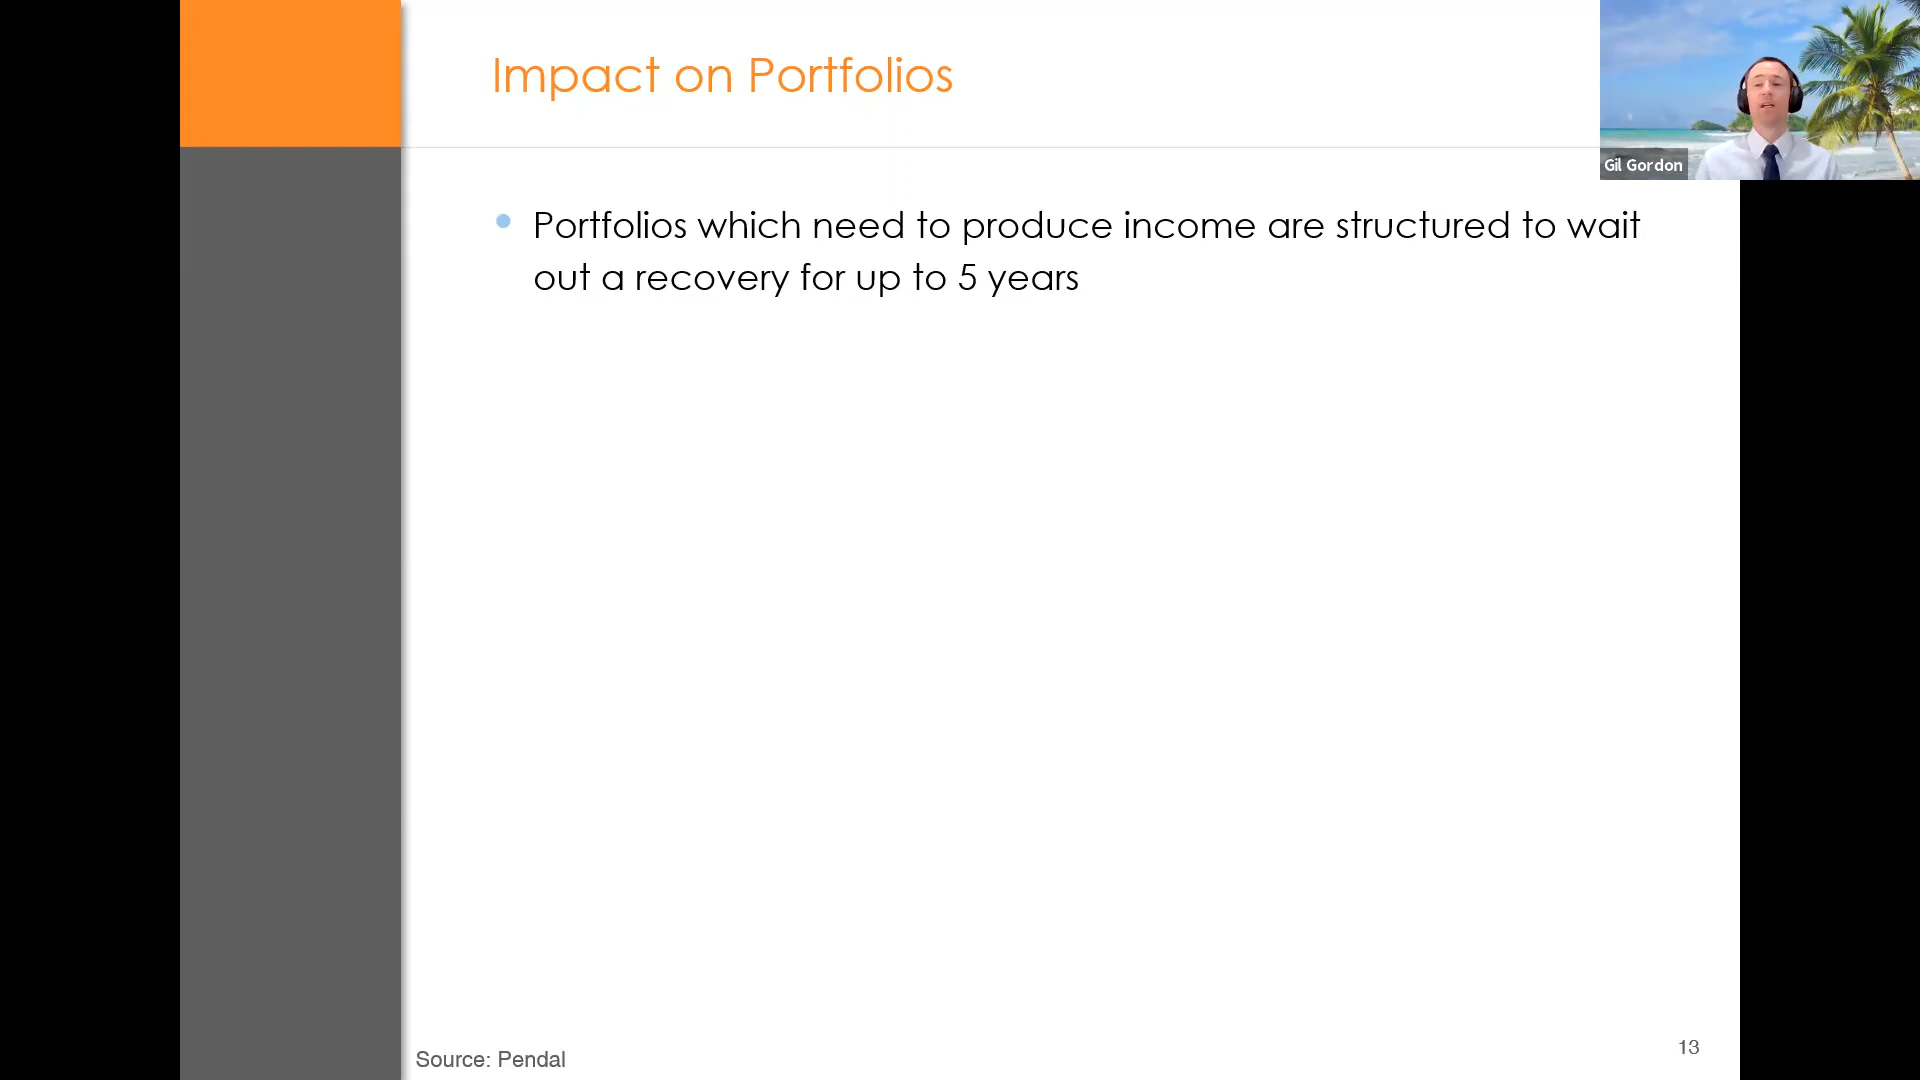 Impact on Portfolios
Gil Gordon
Portfolios which need to produce income are structured to wait
out a recovery for up to 5 years
Source: Pendal
13